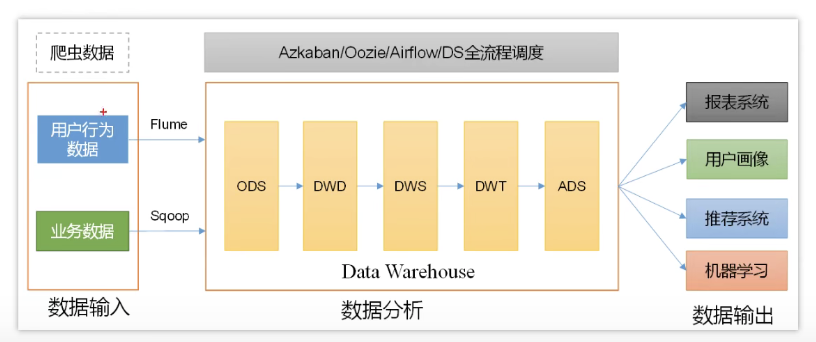 爬虫数据
Azkaban/Oozie/Airflow/DS全流程调度
用户行为
数据
业务数据
数据输入
Flume
Sqoop
ODS
DWD
DWS
DWT
ADS
Data Warehouse
数据分析
报表系统
用户画像
推荐系统
机器学习
数据输出